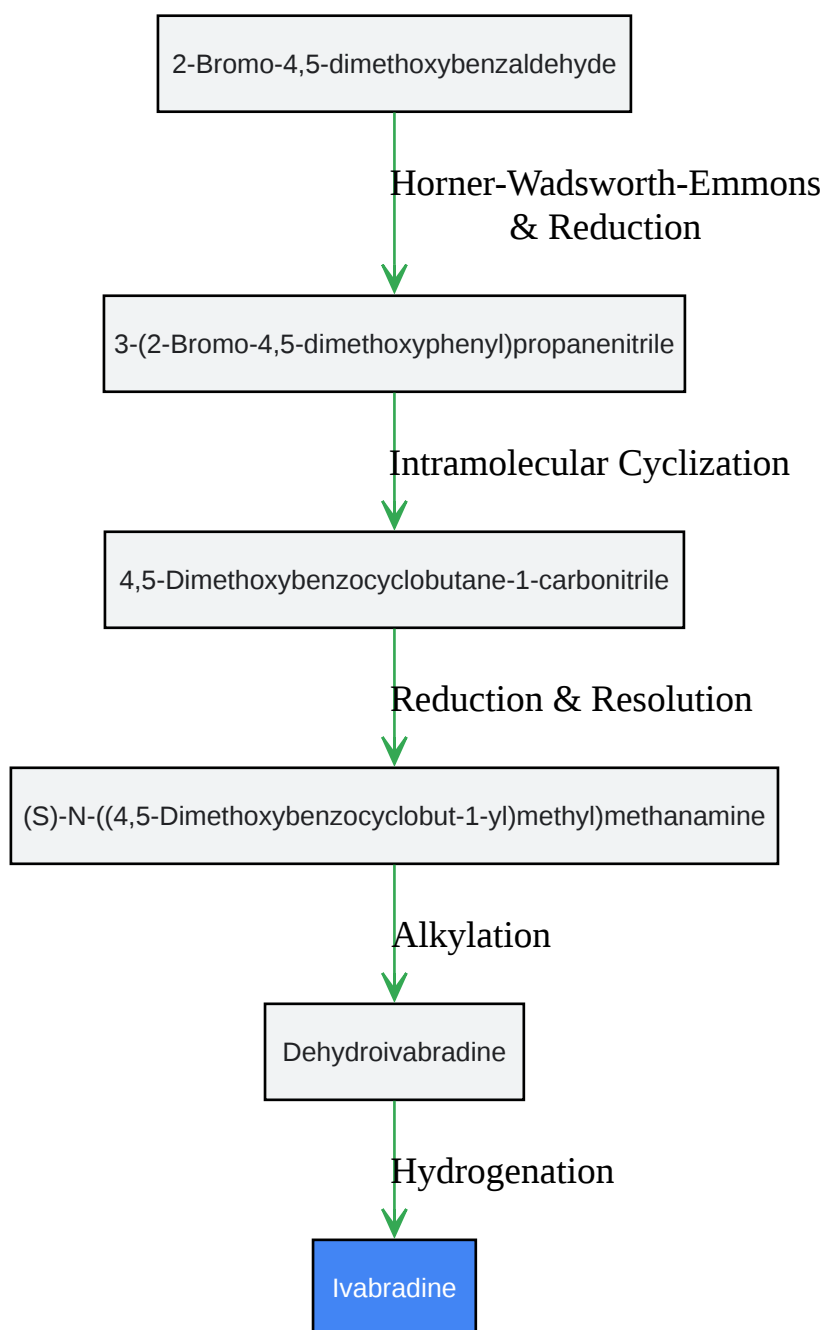 2-Bromo-4,5-dimethoxybenzaldehyde
Horner-Wadsworth-Emmons
& Reduction
3-(2-Bromo-4,5-dimethoxyphenyl)propanenitrile
Intramolecular Cyclization
4,5-Dimethoxybenzocyclobutane-1-carbonitrile
Reduction & Resolution
(S)-N-((4,5-Dimethoxybenzocyclobut-1-yl)methyl)methanamine
Alkylation
Dehydroivabradine
Hydrogenation
Ivabradine